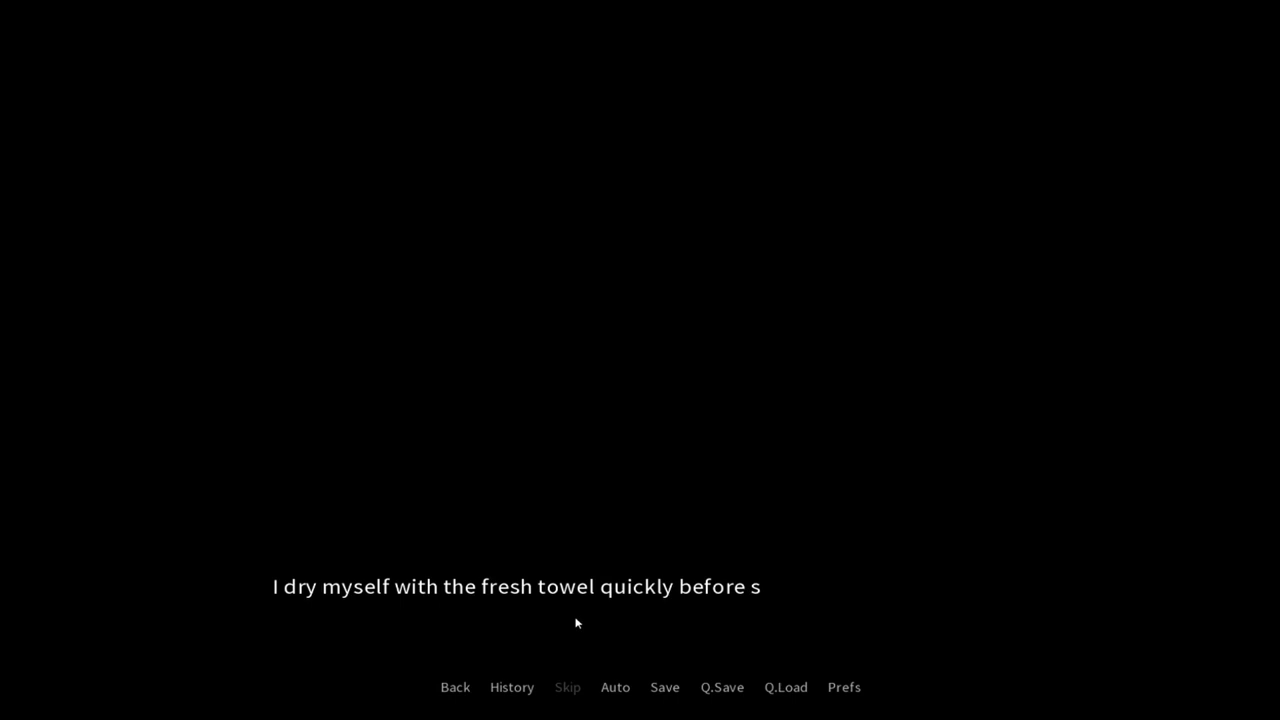 I dry myself with the fresh towel quickly before s
Back History Skip Auto Save Q.Save Q.Load Prefs